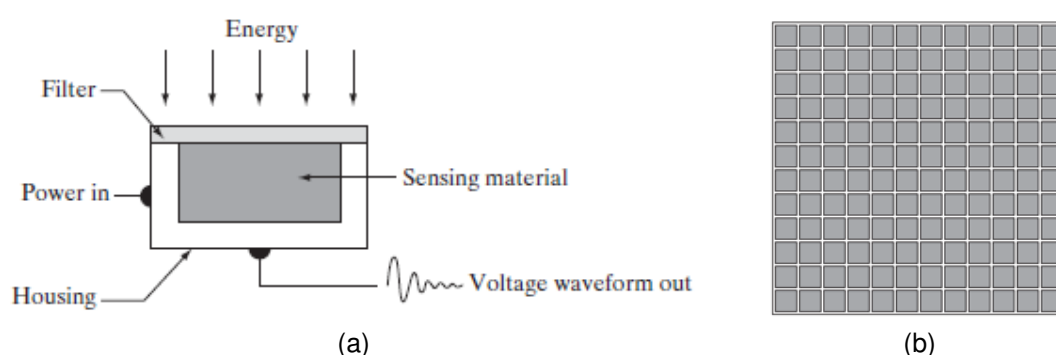 Energy
Filter
Sensing material
Power in
Housing
Voltage waveform out
(a)
(b)